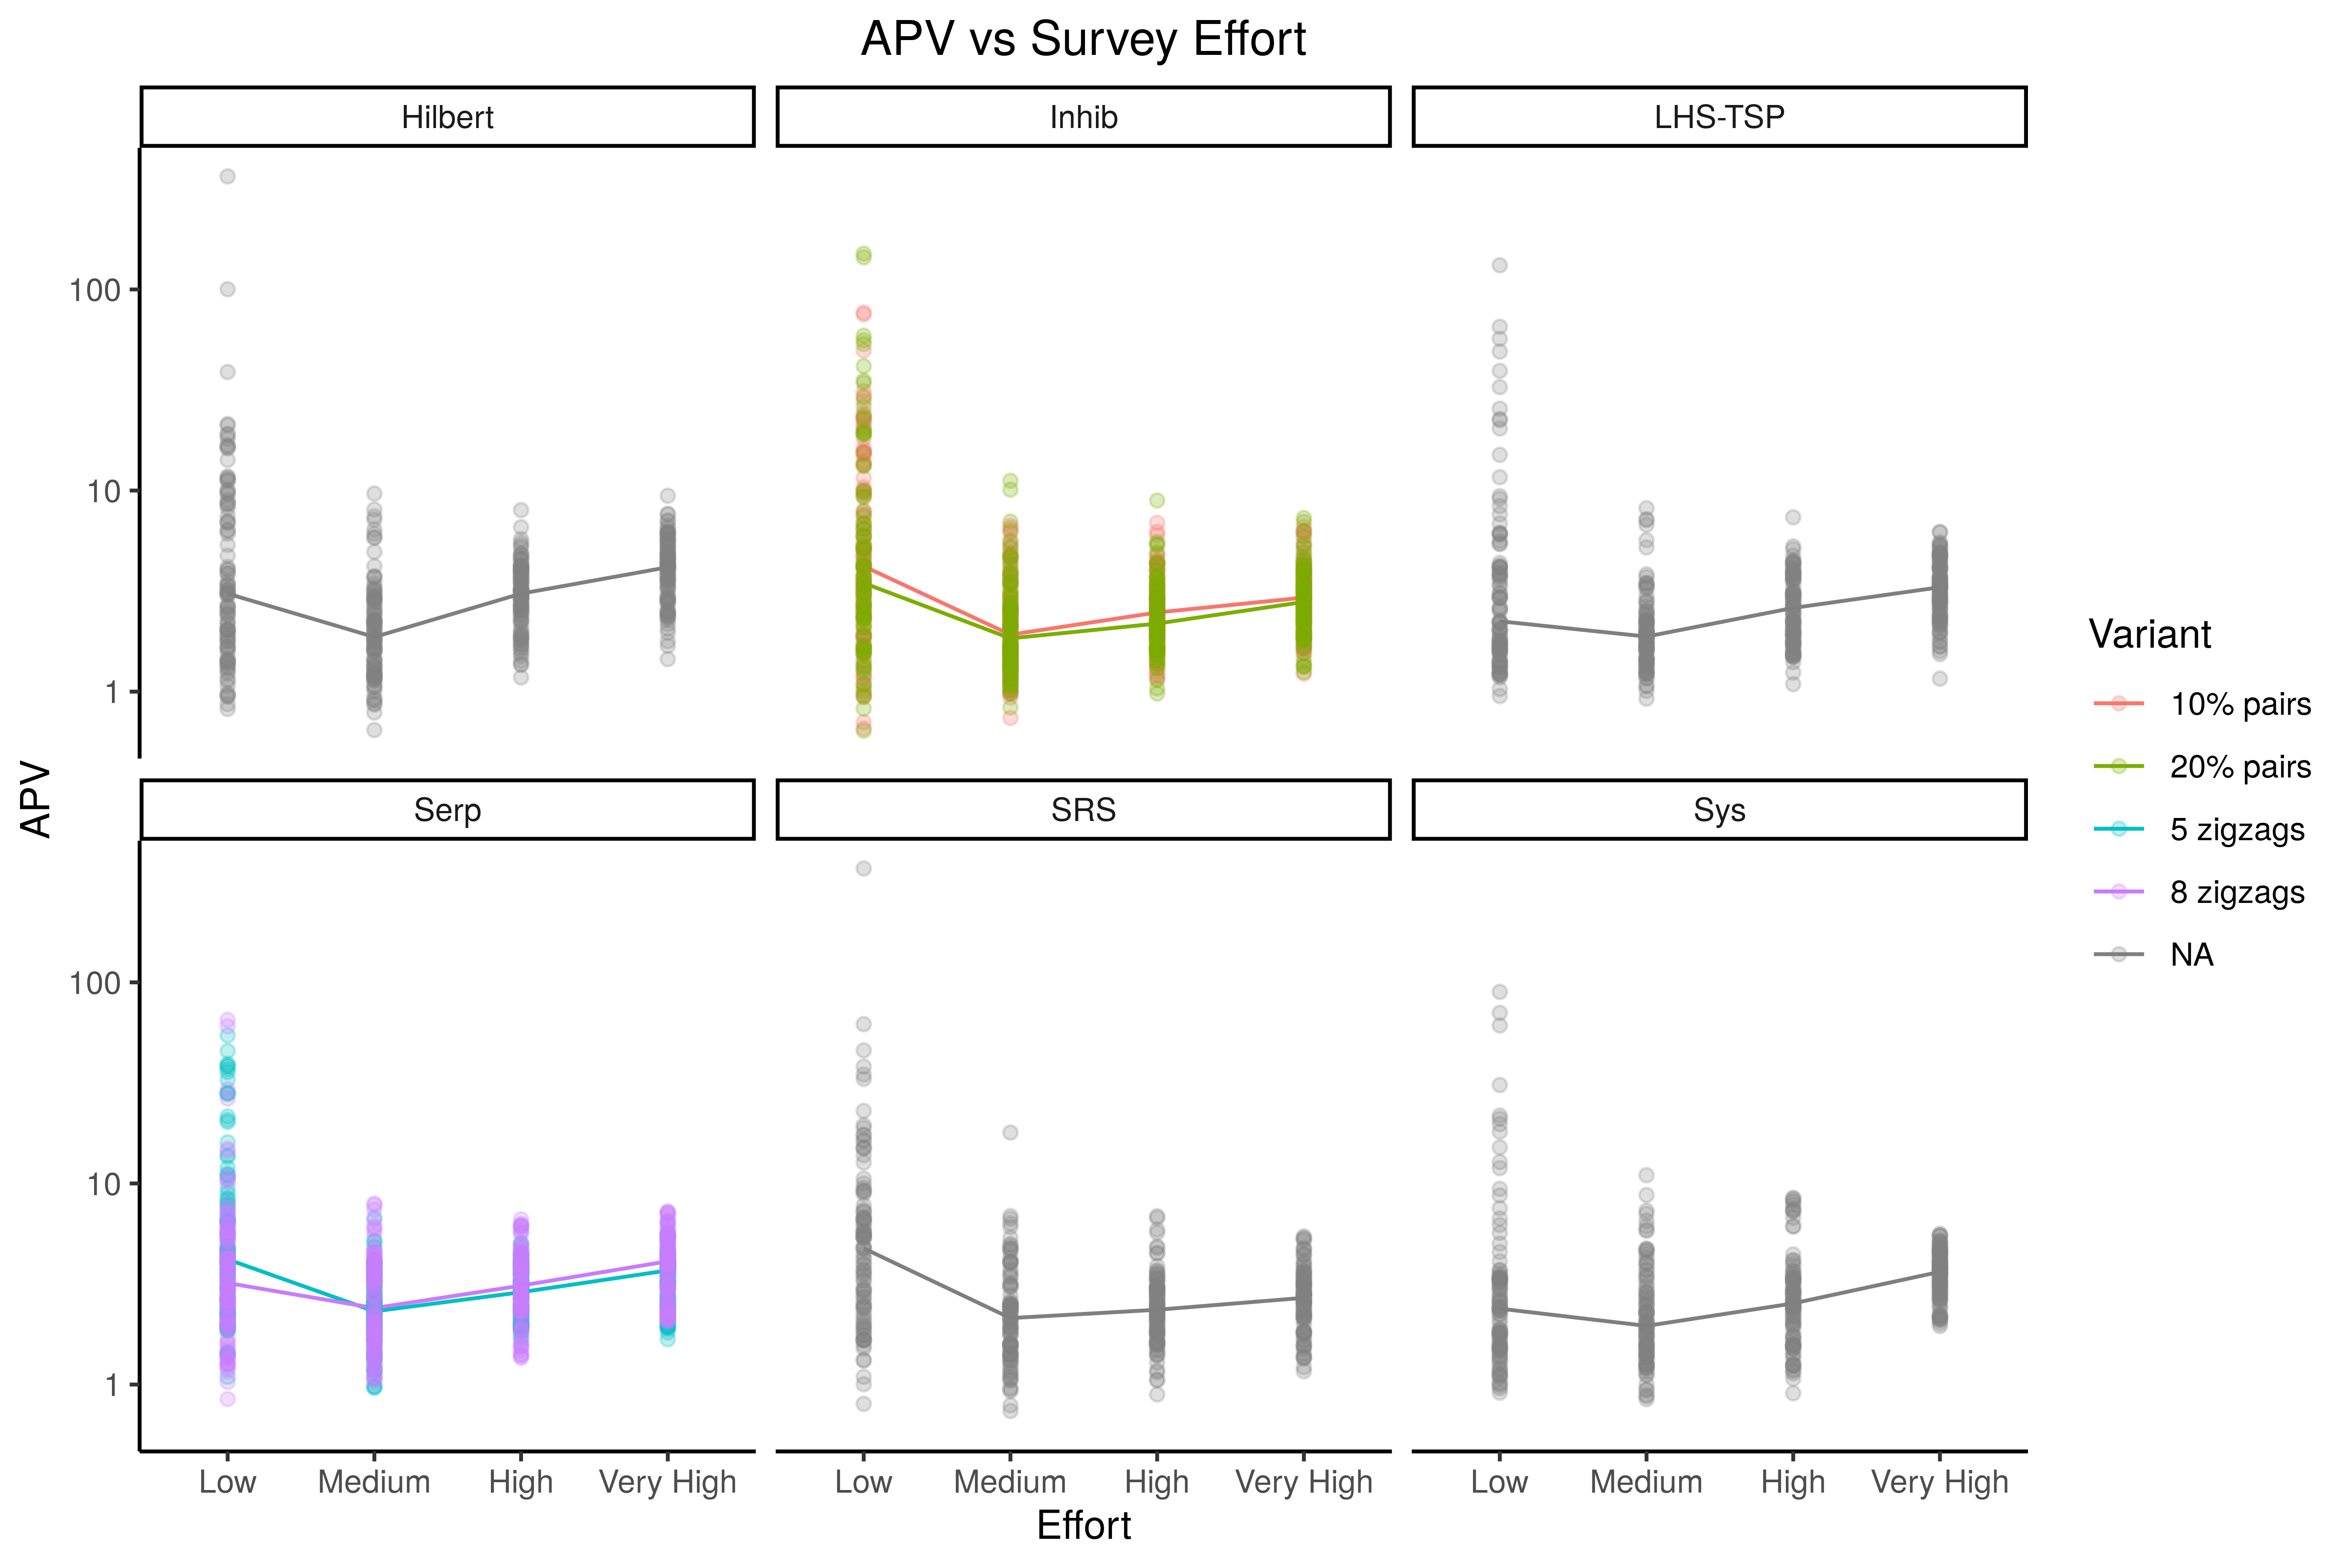 APV vs Survey Effort
Hilbert
Inhib
LHS-TSP
100
10
1
Serp
SRS
Sys
100
10
1
APV
Low Medium High Very High
Low Medium High Very High
Low Medium High Very High
Effort
Variant
10% pairs
20% pairs
5 zigzags
8 zigzags
NA